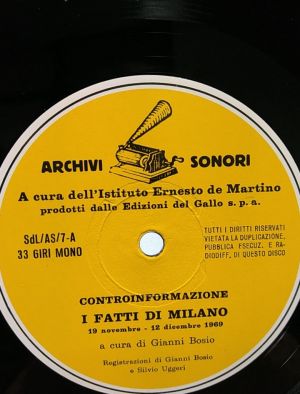 ARCHIVI SONORI
A cura dell'Istituto Ernesto de Martino
prodotti dalle Edizioni del Gallo s.p.a.
SdL/AS/7-A
33 GIRI MONO
TUTTI I DIRITTI RISERVATI
VIETATA LA DUPLICAZIONE,
PUBBLICA ESECUZ. E RA-
DIODIFF. DI QUESTO DISCO
CONTROINFORMAZIONE
I FATTI DI MILANO
19 novembre - 12 dicembre 1969
a cura di Gianni Bosio
Registrazioni di Gianni Bosio
e Silvio Uggeri